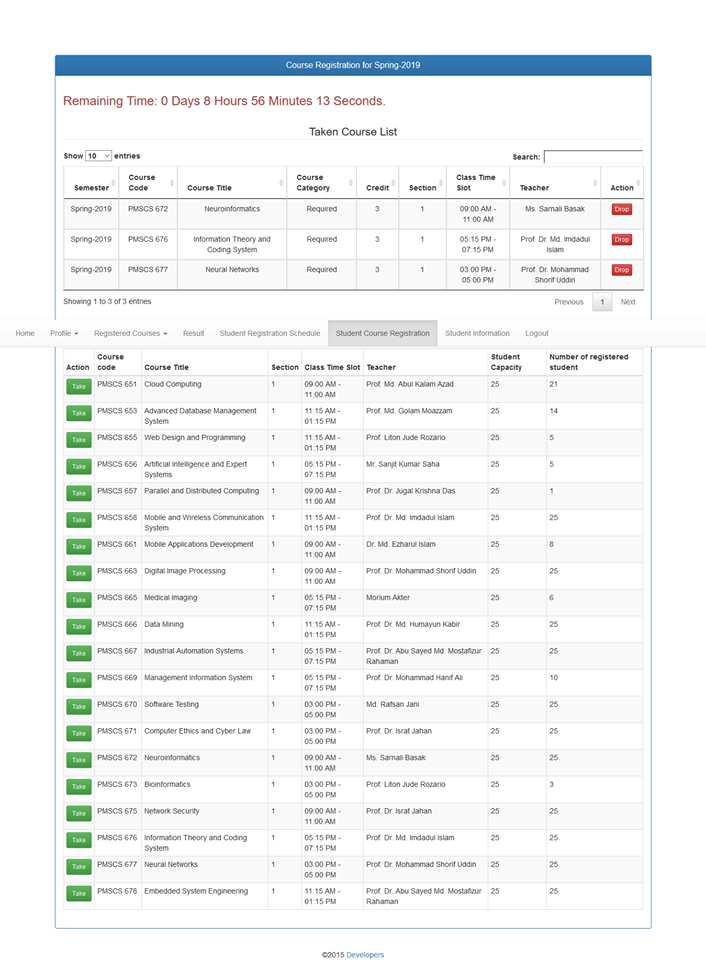 Course Registration for Spring-2019
Remaining Time: 0 Days 8 Hours 56 Minutes 13 Seconds.
Taken Course List
Show 10 entries Search:
Semester Course Code Course Title Course Category Credit Section Class Time Slot Teacher Action
Spring-2019 PMSCS 672 Neuroinformatics Required 3 1 09:00 AM - Ms. Sarnali Basak Drop
11:00 AM
Spring-2019 PMSCS 676 Information Theory and Required 3 1 05:15 PM - Prof. Dr. Md. Imdadul Drop
Coding System 07:15 PM Islam
Spring-2019 PMSCS 677 Neural Networks Required 3 1 03:00 PM - Prof. Dr. Mohammad Drop
05:00 PM Shorif Uddin
Showing 1 to 3 of 3 entries Previous 1 Next
Home Profile Registered Courses Result Student Registration Schedule Student Course Registration Student Information Logout
Action Course code Course Title Section Class Time Slot Teacher Student Capacity Number of registered student
Take PMSCS 651 Cloud Computing 1 09:00 AM - Prof. Md. Abul Kalam Azad 25 21
11:00 AM
Take PMSCS 653 Advanced Database Management 1 11:15 AM - Prof. Md. Golam Moazzam 25 14
System 01:15 PM
Take PMSCS 655 Web Design and Programming 1 11:15 AM - Prof. Liton Jude Rozario 25 5
01:15 PM
Take PMSCS 656 Artificial Intelligence and Expert 1 05:15 PM - Mr. Sanjit Kumar Saha 25 5
Systems 07:15 PM
Take PMSCS 657 Parallel and Distributed Computing 1 09:00 AM - Prof. Dr. Jugal Krishna Das 25 1
11:00 AM
Take PMSCS 658 Mobile and Wireless Communication 1 11:15 AM - Prof. Dr. Md. Imdadul Islam 25 25
System 01:15 PM
Take PMSCS 661 Mobile Applications Development 1 09:00 AM - Dr. Md. Ezharul Islam 25 8
11:00 AM
Take PMSCS 663 Digital Image Processing 1 09:00 AM - Prof. Dr. Mohammad Shorif Uddin 25 25
11:00 AM
Take PMSCS 665 Medical Imaging 1 05:15 PM - Morium Akter 25 6
07:15 PM
Take PMSCS 666 Data Mining 1 11:15 AM - Prof. Dr. Md. Humayun Kabir 25 25
01:15 PM
Take PMSCS 667 Industrial Automation Systems 1 05:15 PM - Prof. Dr. Abu Sayed Md. Mostafizur 25 25
07:15 PM Rahaman
Take PMSCS 669 Management Information System 1 05:15 PM - Prof. Dr. Mohammad Hanif Ali 25 10
07:15 PM
Take PMSCS 670 Software Testing 1 03:00 PM - Md. Rafsan Jani 25 25
05:00 PM
Take PMSCS 671 Computer Ethics and Cyber Law 1 03:00 PM - Prof. Dr. Israt Jahan 25 25
05:00 PM
Take PMSCS 672 Neuroinformatics 1 09:00 AM - Ms. Sarnali Basak 25 25
11:00 AM
Take PMSCS 673 Bioinformatics 1 03:00 PM - Prof. Liton Jude Rozario 25 3
05:00 PM
Take PMSCS 675 Network Security 1 09:00 AM - Prof. Dr. Israt Jahan 25 25
11:00 AM
Take PMSCS 676 Information Theory and Coding 1 05:15 PM - Prof. Dr. Md. Imdadul Islam 25 25
System 07:15 PM
Take PMSCS 677 Neural Networks 1 03:00 PM - Prof. Dr. Mohammad Shorif Uddin 25 25
05:00 PM
Take PMSCS 678 Embedded System Engineering 1 11:15 AM - Prof. Dr. Abu Sayed Md. Mostafizur 25 25
01:15 PM Rahaman
©2015 Developers